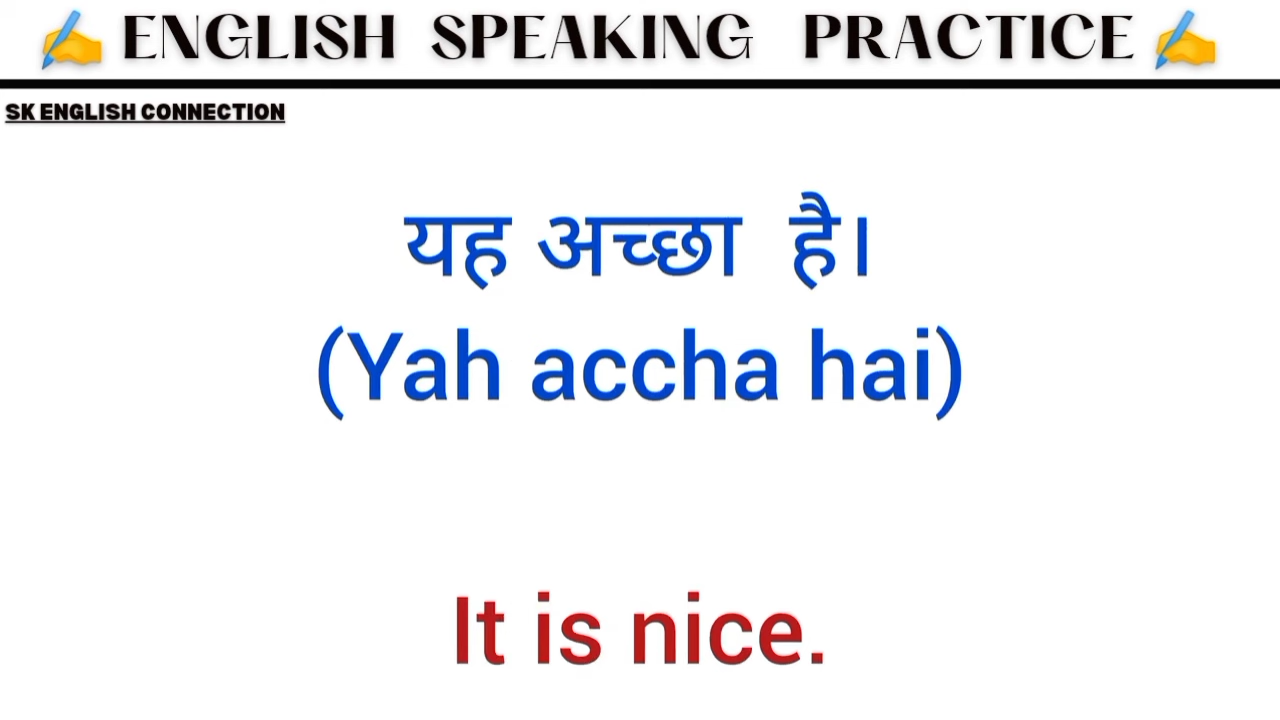 ✍️ ENGLISH SPEAKING PRACTICE ✍️
SK ENGLISH CONNECTION
यह अच्छा है।
(Yah accha hai)
It is nice.